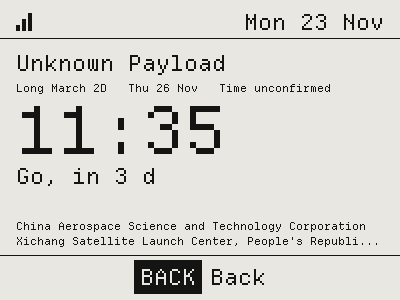 Mon 23 Nov
Unknown Payload
Long March 2D Thu 26 Nov Time unconfirmed
11:35
Go, in 3 d
China Aerospace Science and Technology Corporation
Xichang Satellite Launch Center, People's Republi...
BACK Back